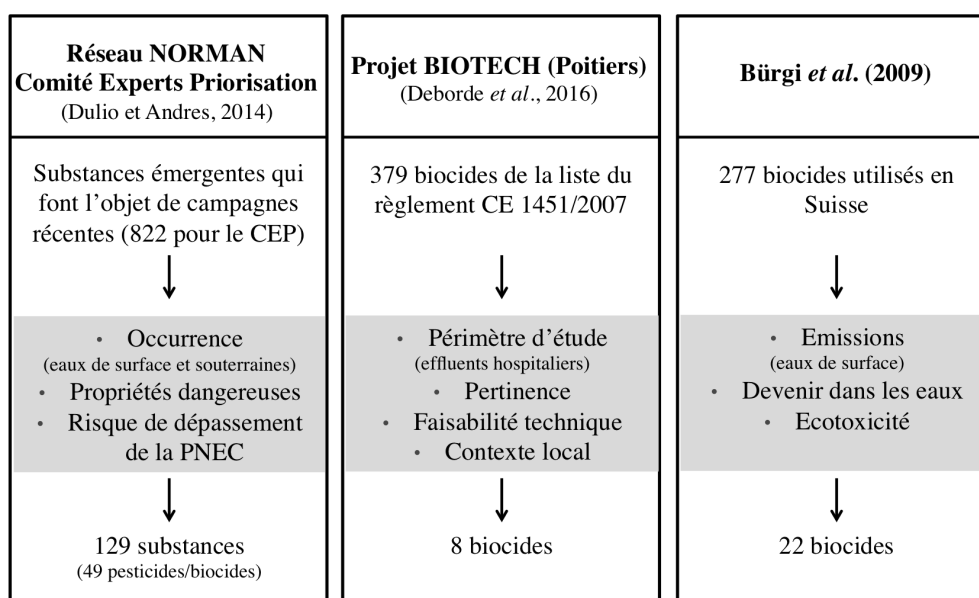 Réseau NORMAN
Comité Experts Priorisation
(Dulio et Andres, 2014)
Substances émergentes qui
font l'objet de campagnes
récentes (822 pour le CEP)
• Occurrence
(eaux de surface et souterraines)
• Propriétés dangereuses
• Risque de dépassement
de la PNEC
129 substances
(49 pesticides/biocides)
Projet BIOTECH (Poitiers)
(Deborde et al., 2016)
379 biocides de la liste du
règlement CE 1451/2007
• Périmètre d'étude
(effluents hospitaliers)
• Pertinence
• Faisabilité technique
• Contexte local
8 biocides
Bürgi et al. (2009)
277 biocides utilisés en
Suisse
• Emissions
(eaux de surface)
• Devenir dans les eaux
• Ecotoxicité
22 biocides